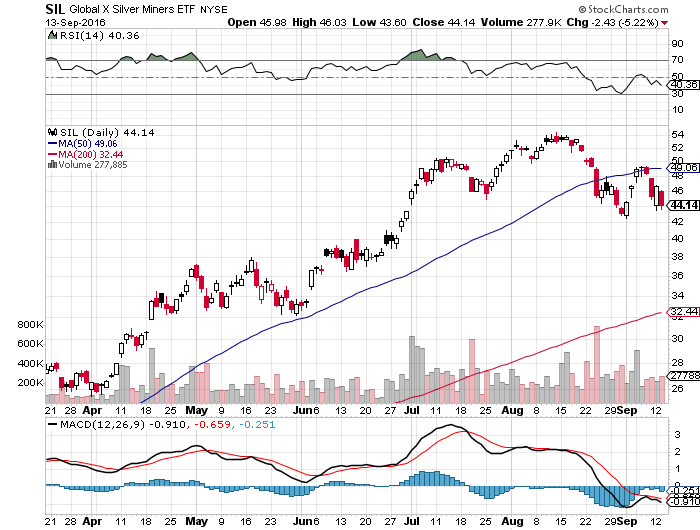 SIL Global X Silver Miners ETF NYSE © StockCharts.com
13-Sep-2016 Open 45.98 High 46.03 Low 43.60 Close 44.14 Volume 277.9K Chg -2.43 (-5.22%)
RSI(14) 40.36
90
70
50
40.36
30
10
SIL (Daily) 44.14
MA(50) 49.06
MA(200) 32.44
Volume 277,885
54
52
50
49.06
48
46
44.14
42
40
38
36
34
32.44
30
28
27788
26
800K
600K
400K
200K
21 28 Apr 11 18 25 May 9 16 23 Jun 6 13 20 27 Jul 11 18 25 Aug 8 15 22 29 Sep 12
MACD(12,26,9) -0.910, -0.659, -0.251
3
2
1
0
-0.251
-0.910
21 28 Apr 11 18 25 May 9 16 23 Jun 6 13 20 27 Jul 11 18 25 Aug 8 15 22 29 Sep 12